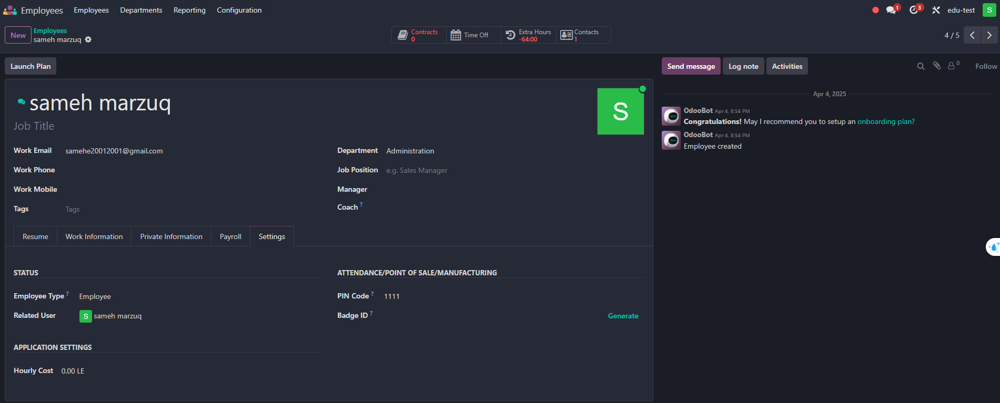 Employees Employees Departments Reporting Configuration 1 3 edu-test S
New Employees
sameh marzuq
Contracts
0
Time Off
Extra Hours
-64:00
Contacts
1
4 / 5
Launch Plan
Send message Log note Activities 0 Follow
sameh marzuq
S
Job Title
Work Email samehe20012001@gmail.com
Work Phone
Work Mobile
Tags Tags
Department Administration
Job Position e.g. Sales Manager
Manager
Coach ?
Resume Work Information Private Information Payroll Settings
STATUS
Employee Type ? Employee
Related User S sameh marzuq
APPLICATION SETTINGS
Hourly Cost 0.00 LE
ATTENDANCE/POINT OF SALE/MANUFACTURING
PIN Code ? 1111
Badge ID ? Generate
Apr 4, 2025
OdooBot Apr 4, 8:54 PM
Congratulations! May I recommend you to setup an onboarding plan?
OdooBot Apr 4, 8:54 PM
Employee created